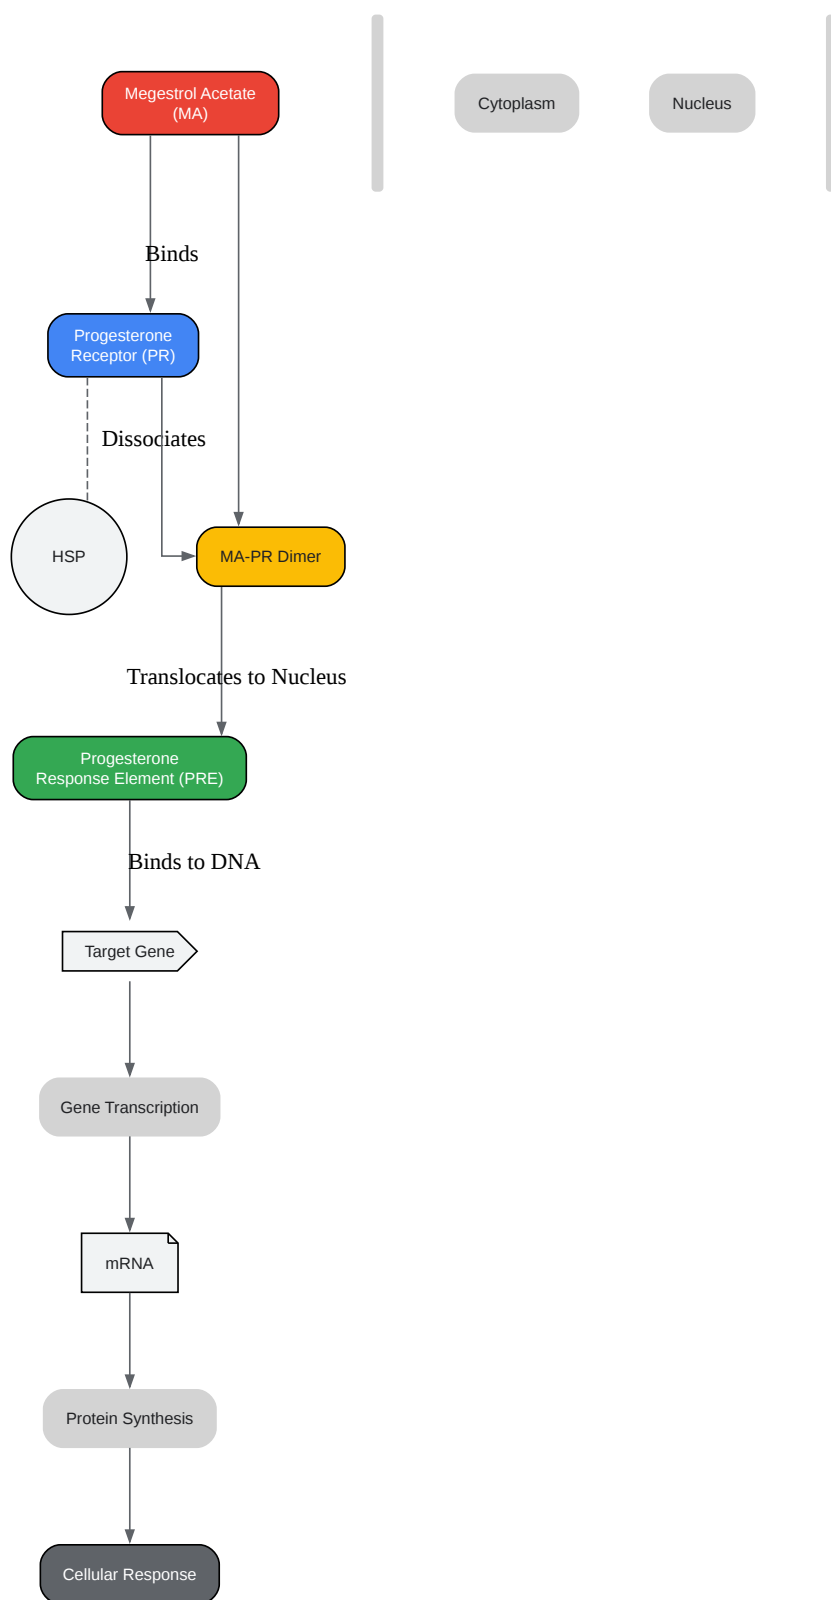 Megestrol Acetate
(MA)
Cytoplasm
Nucleus
Binds
Progesterone
Receptor (PR)
Dissociates
HSP
MA-PR Dimer
Translocates to Nucleus
Progesterone
Response Element (PRE)
Binds to DNA
Target Gene
Gene Transcription
mRNA
Protein Synthesis
Cellular Response